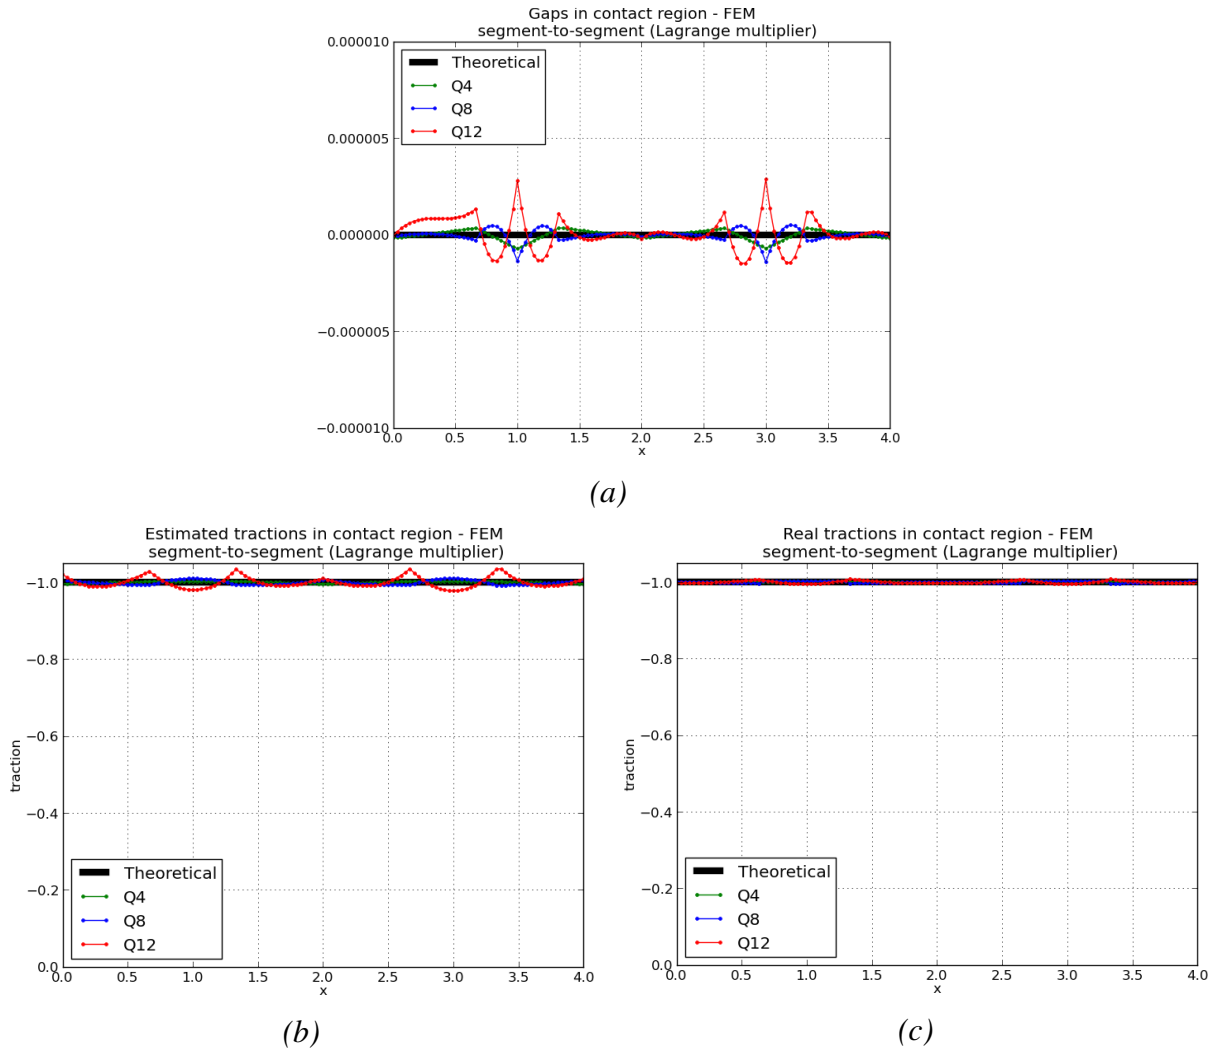 Gaps in contact region - FEM
segment-to-segment (Lagrange multiplier)
0.000010
0.000005
0.000000
−0.000005
−0.000010
Theoretical
Q4
Q8
Q12
0.0 0.5 1.0 1.5 2.0 2.5 3.0 3.5 4.0
x
(a)
Estimated tractions in contact region - FEM
segment-to-segment (Lagrange multiplier)
−1.0
−0.8
−0.6
−0.4
−0.2
0.0
traction
Theoretical
Q4
Q8
Q12
0.0 0.5 1.0 1.5 2.0 2.5 3.0 3.5 4.0
x
(b)
Real tractions in contact region - FEM
segment-to-segment (Lagrange multiplier)
−1.0
−0.8
−0.6
−0.4
−0.2
0.0
traction
Theoretical
Q4
Q8
Q12
0.0 0.5 1.0 1.5 2.0 2.5 3.0 3.5 4.0
x
(c)